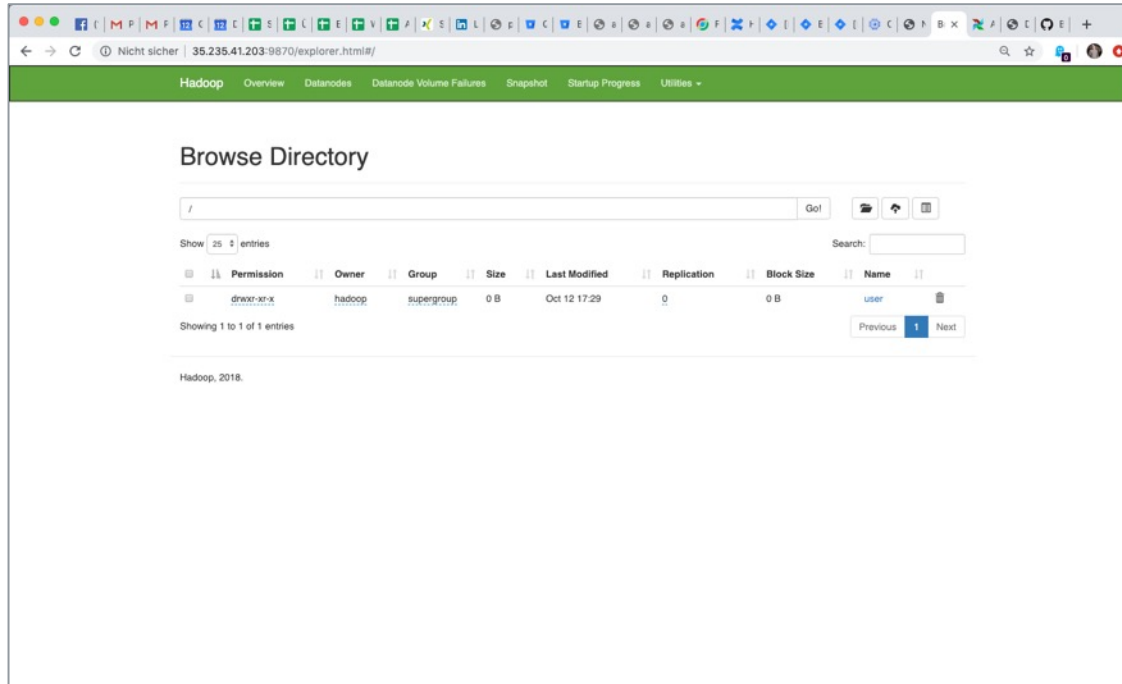 Nicht sicher | 35.235.41.203:9870/explorer.html#/
Hadoop Overview Datanodes Datanode Volume Failures Snapshot Startup Progress Utilities
Browse Directory
/ Go!
Show 25 entries Search:
Permission Owner Group Size Last Modified Replication Block Size Name
drwxr-xr-x hadoop supergroup 0 B Oct 12 17:29 0 0 B user
Showing 1 to 1 of 1 entries Previous 1 Next
Hadoop, 2018.